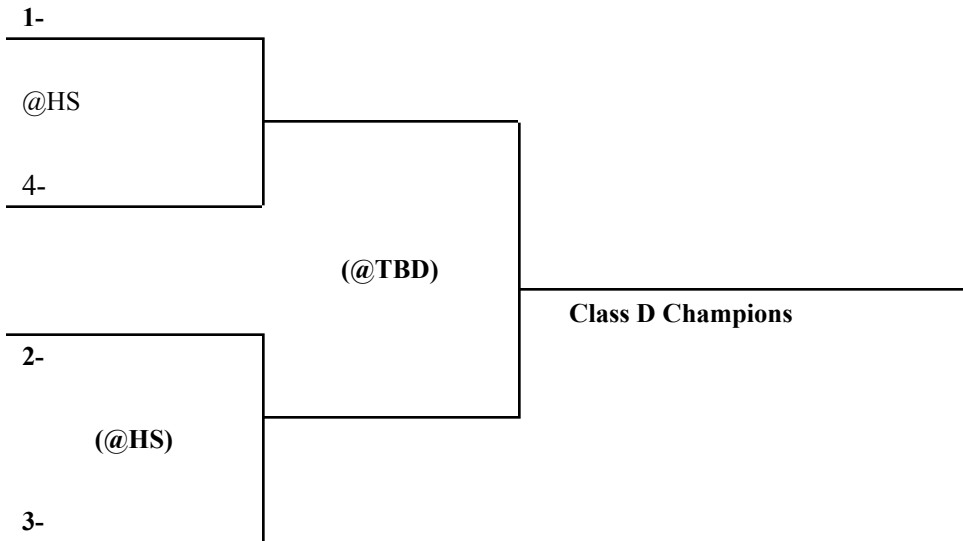 1-
@HS
4-
(@TBD)
Class D Champions
2-
(@HS)
3-